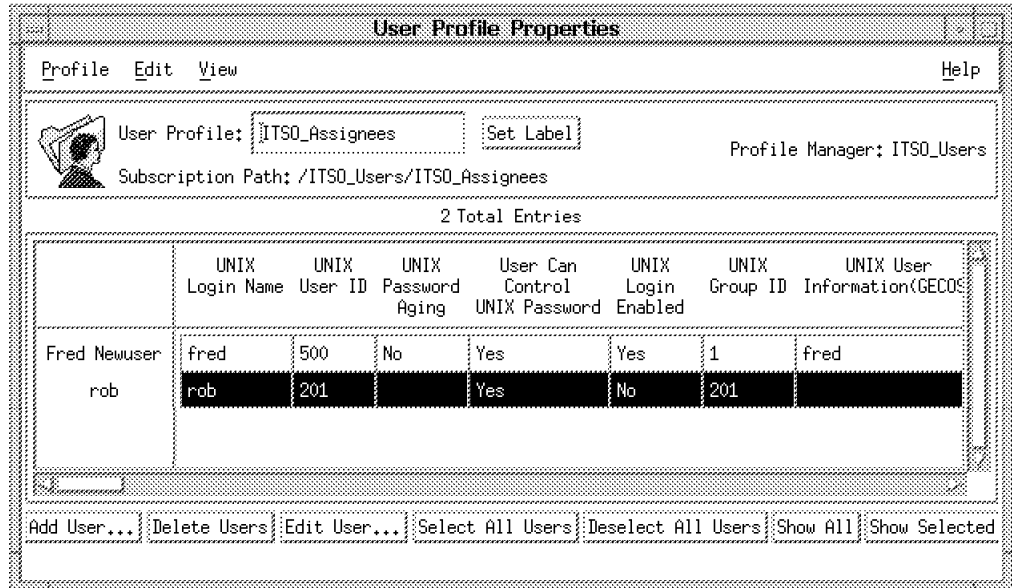 User Profile Properties
Profile Edit View Help
User Profile: ITSO_Assignees Set Label
Profile Manager: ITSO_Users
Subscription Path: /ITSO_Users/ITSO_Assignees
2 Total Entries
UNIX Login Name UNIX User ID UNIX Password Aging User Can Control UNIX Password UNIX Login Enabled UNIX Group ID UNIX User Information(GECOS
Fred Newuser fred 500 No Yes Yes 1 fred
rob rob 201 Yes No 201
Add User... Delete Users Edit User... Select All Users Deselect All Users Show All Show Selected